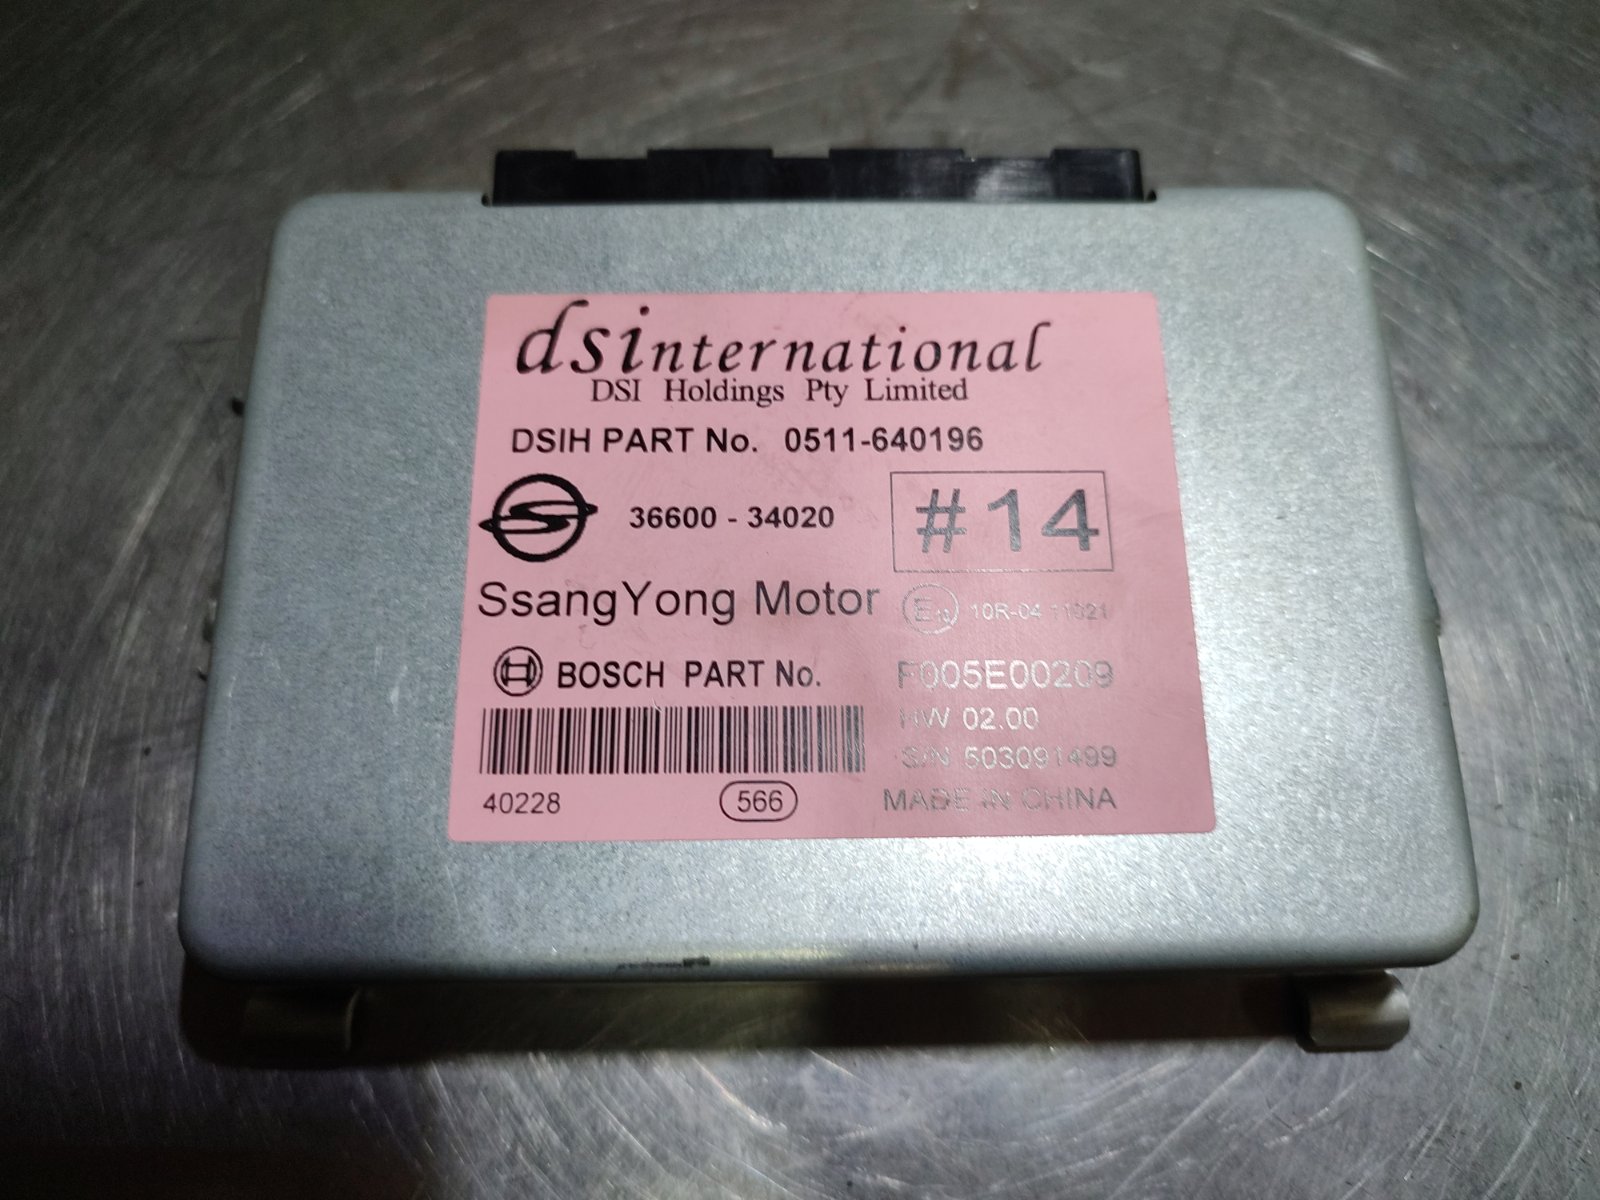 dsInternational
DSI Holdings Pty Limited
DSIH PART No. 0511-640196
36600 - 34020
#14
SsangYong Motor
E 10R-04 11021
BOSCH PART No. F005E00209
HW 02.00
S/N 503091499
40228
566
MADE IN CHINA